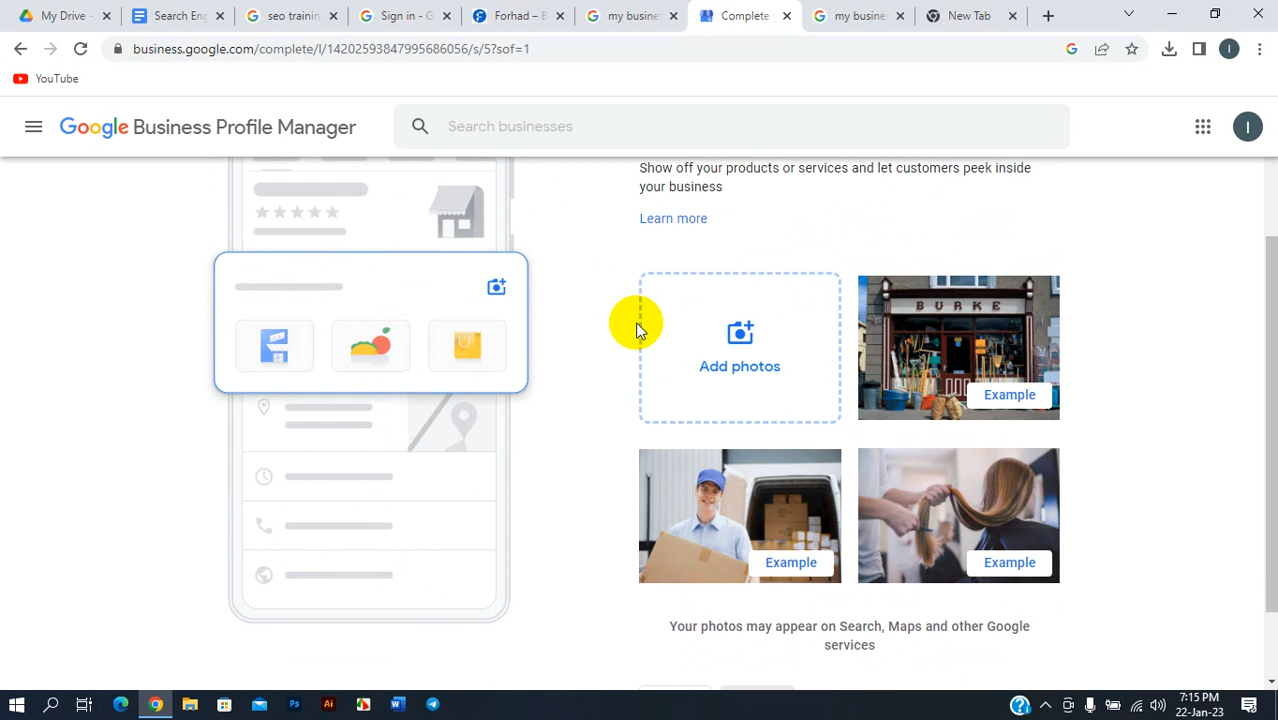 My Drive
Search Eng
seo training
Sign in - G
Forhad – B
my busine
Complete
my busine
New Tab
business.google.com/complete/l/14202593847995686056/s/5?sof=1
I
YouTube
Google Business Profile Manager
Search businesses
I
Show off your products or services and let customers peek inside
your business
Learn more
Add photos
BURKE
Example
Example
Example
Your photos may appear on Search, Maps and other Google
services
Ps
Ai
W
7:15 PM
22-Jan-23